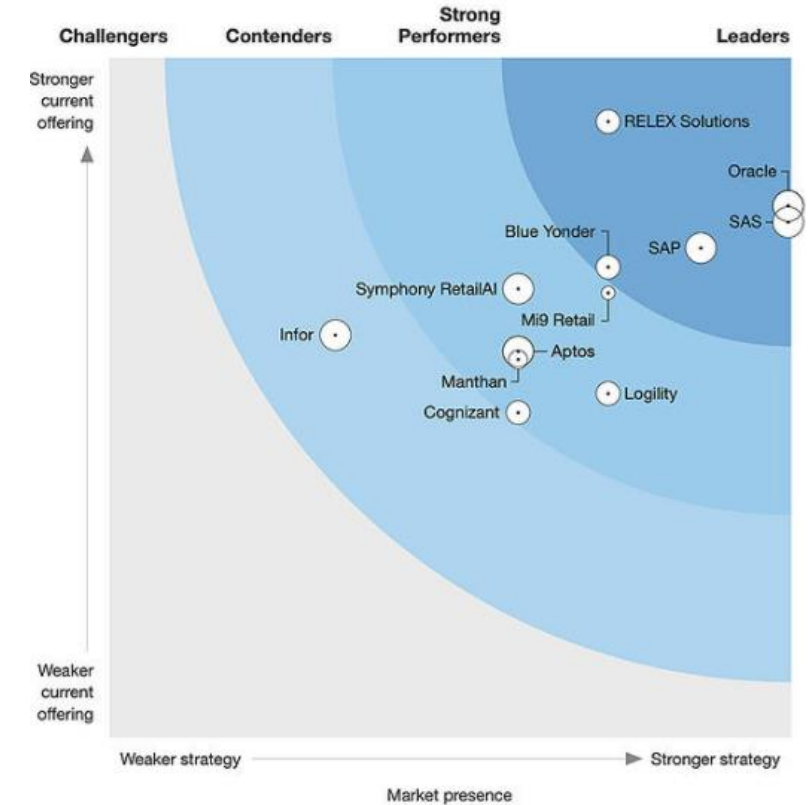 Challengers
Contenders
Strong
Performers
Leaders
Stronger
current
offering
RELEX Solutions
Oracle
SAS
Blue Yonder
SAP
Symphony RetailAI
Mi9 Retail
Infor
Aptos
Manthan
Logility
Cognizant
Weaker
current
offering
Weaker strategy
Stronger strategy
Market presence